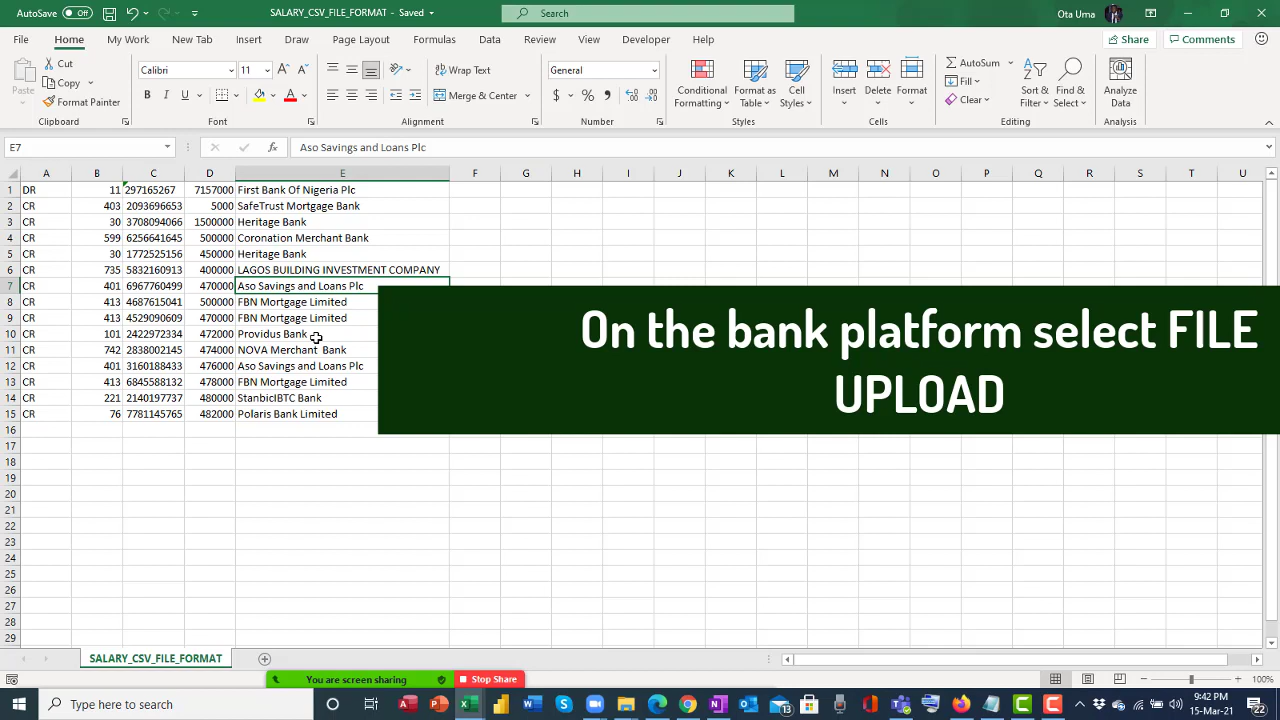 AutoSave Off SALARY_CSV_FILE_FORMAT - Saved Search Ota Uma
File Home My Work New Tab Insert Draw Page Layout Formulas Data Review View Developer Help Share Comments
Paste Cut Copy Format Painter Calibri 11 Wrap Text Merge & Center General Conditional Formatting Format as Table Cell Styles Insert Delete Format AutoSum Fill Clear Sort & Filter Find & Select Analyze Data
Clipboard Font Alignment Number Styles Cells Editing Analysis
E7 fx Aso Savings and Loans Plc
A B C D E F G H I J K L M N O P Q R S T U
1 DR 11 297165267 7157000 First Bank Of Nigeria Plc
2 CR 403 2093696653 5000 SafeTrust Mortgage Bank
3 CR 30 3708094066 1500000 Heritage Bank
4 CR 599 6256641645 500000 Coronation Merchant Bank
5 CR 30 1772525156 450000 Heritage Bank
6 CR 735 5832160913 400000 LAGOS BUILDING INVESTMENT COMPANY
7 CR 401 6967760499 470000 Aso Savings and Loans Plc
8 CR 413 4687615041 500000 FBN Mortgage Limited
9 CR 413 4529090609 470000 FBN Mortgage Limited
10 CR 101 2422972334 472000 Providus Bank
11 CR 742 2838002145 474000 NOVA Merchant Bank
12 CR 401 3160188433 476000 Aso Savings and Loans Plc
13 CR 413 6845588132 478000 FBN Mortgage Limited
14 CR 221 2140197737 480000 StanbicIBTC Bank
15 CR 76 7781145765 482000 Polaris Bank Limited
On the bank platform select FILE
UPLOAD
16
17
18
19
20
21
22
23
24
25
26
27
28
29
SALARY_CSV_FILE_FORMAT
You are screen sharing Stop Share 100%
Type here to search 9:42 PM
15-Mar-21